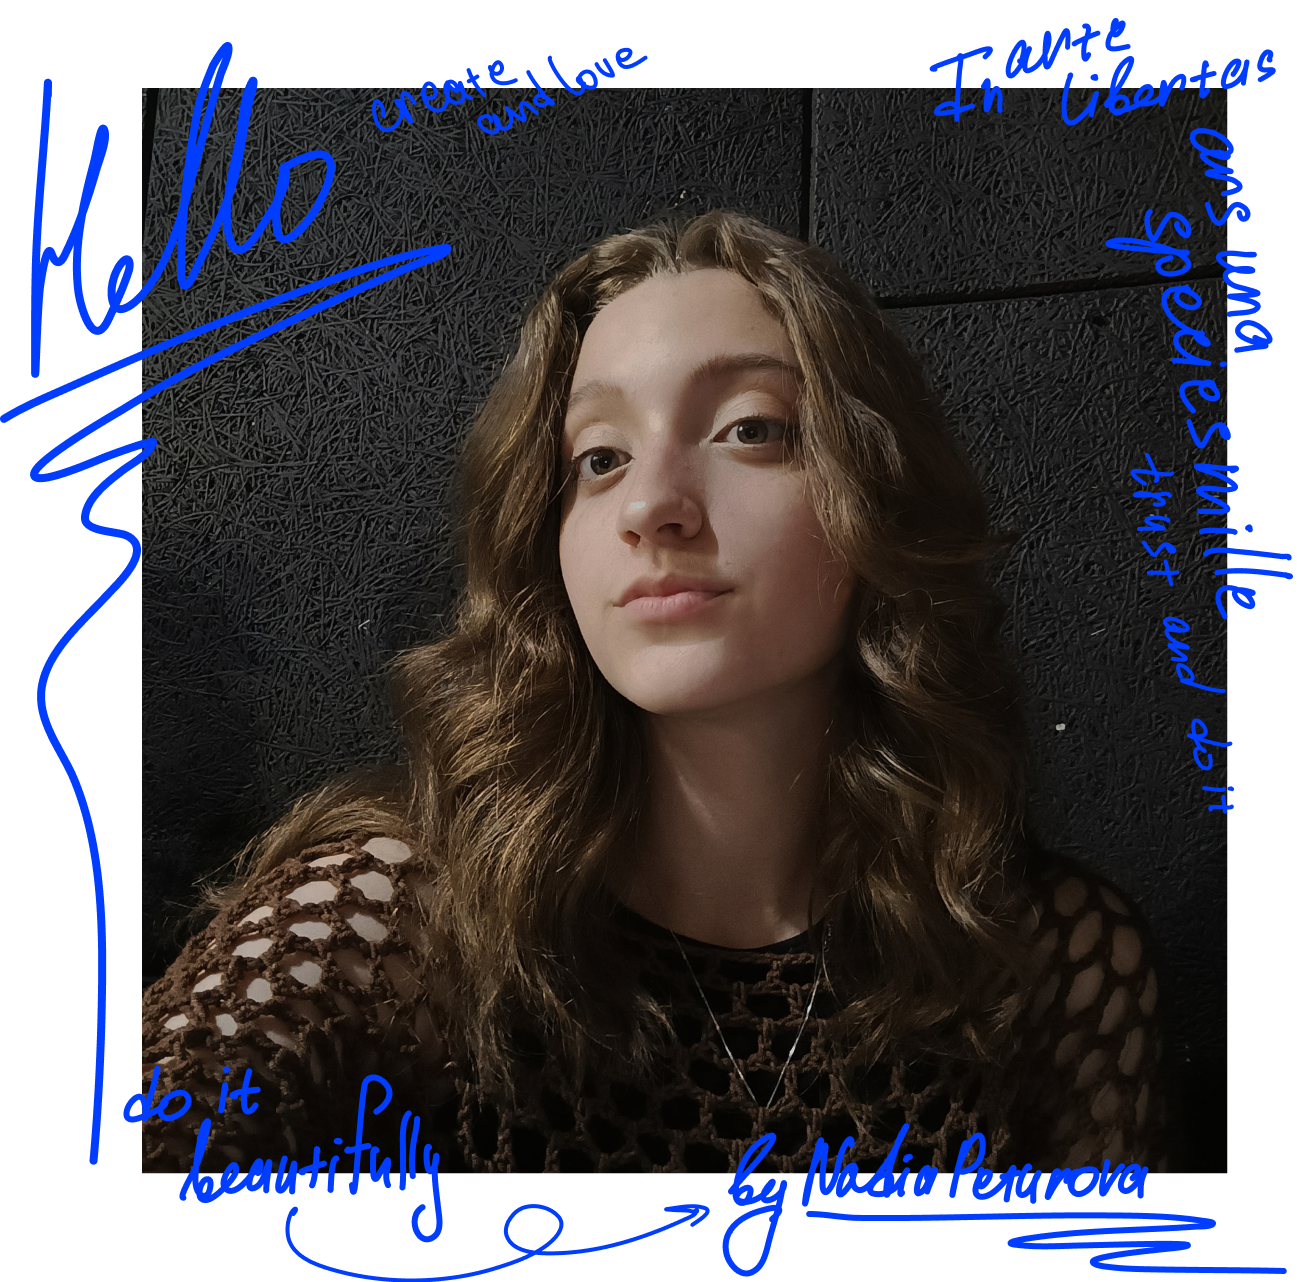 Hello
create
and love
In arte
libertas
ars una
species mille
trust and do it
do it
beautifully
by Nadia Peturova